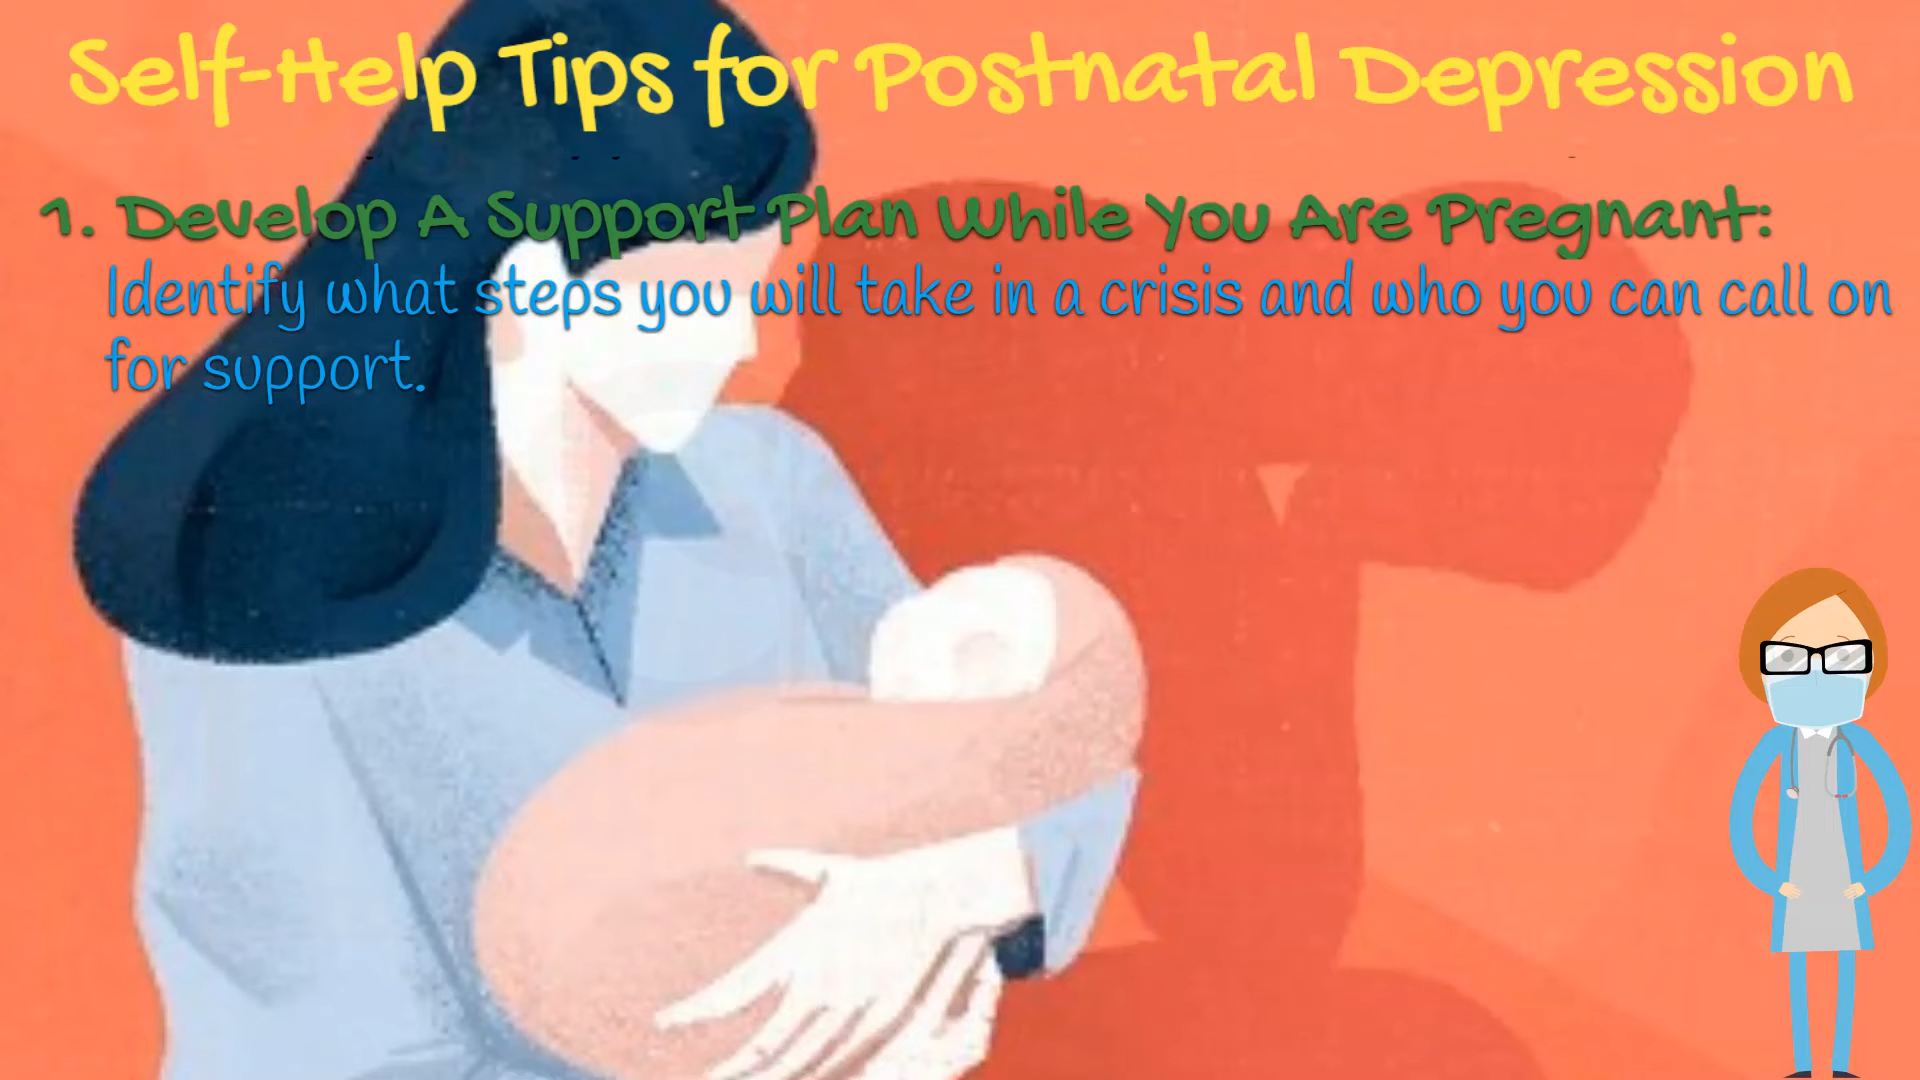 Self-Help Tips for Postnatal Depression
1. Develop A Support Plan While You Are Pregnant:
Identify what steps you will take in a crisis and who you can call on
for support.